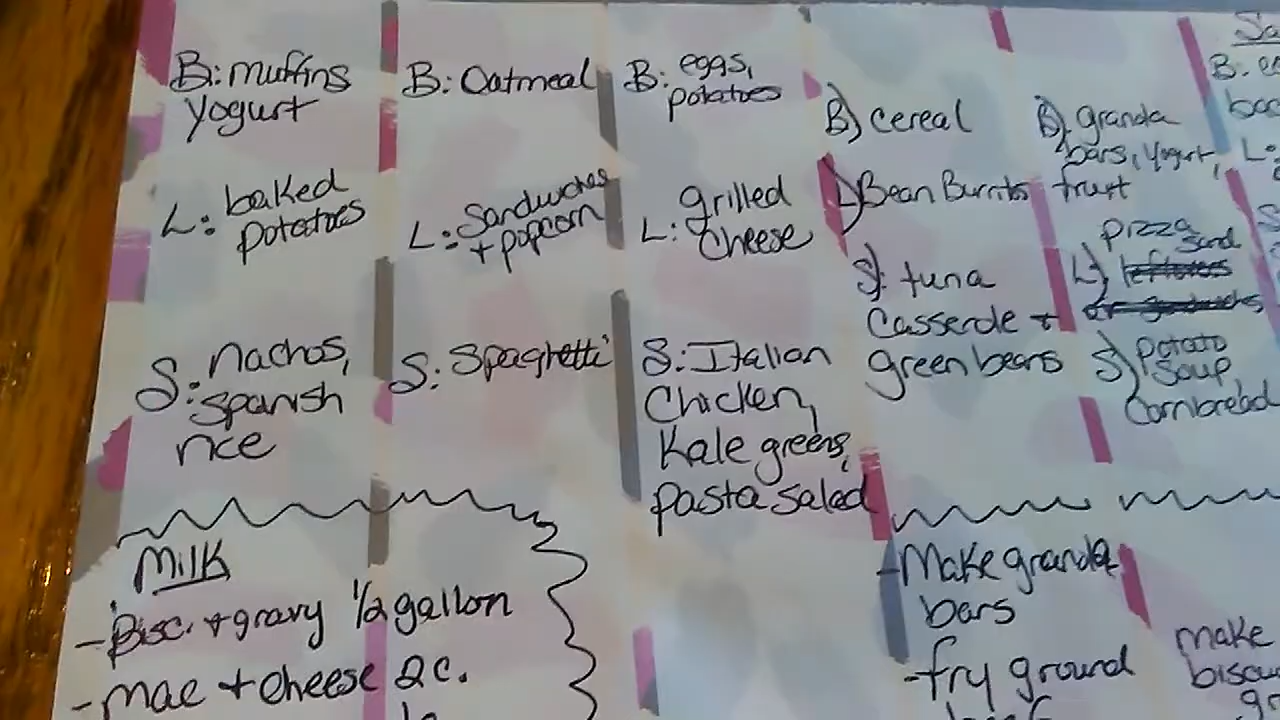 B: muffins
yogurt
L: baked
potatoes
S: nachos,
spanish
rice
B: Oatmeal
L: Sandwiches
+ popcorn
S: Spaghetti
B: eggs,
potatoes
L: grilled
cheese
S: Italian
Chicken,
Kale greens,
pasta salad
B) cereal
L) Bean Burrits
S) tuna
Casserole +
green beans
B) granola
bars, yogurt,
fruit
pizza
L) sand
S) Potato
Soup
Cornbread
B.
L:
Milk
- Bisc. + gravy 1/2 gallon
- mac + cheese 2c.
- Make granola
bars
- fry ground
make